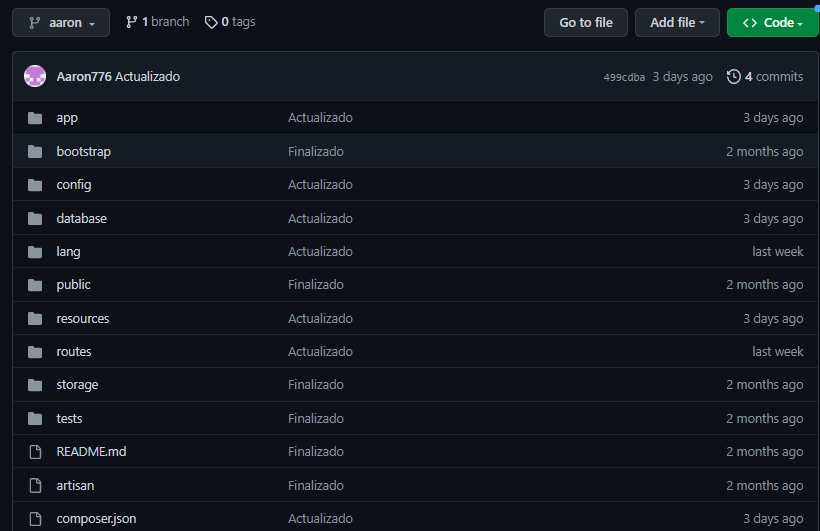 aaron 1 branch 0 tags Go to file Add file Code
Aaron776 Actualizado 499cdba 3 days ago 4 commits
app Actualizado 3 days ago
bootstrap Finalizado 2 months ago
config Actualizado 3 days ago
database Actualizado 3 days ago
lang Actualizado last week
public Finalizado 2 months ago
resources Actualizado 3 days ago
routes Actualizado last week
storage Finalizado 2 months ago
tests Finalizado 2 months ago
README.md Finalizado 2 months ago
artisan Finalizado 2 months ago
composer.json Actualizado 3 days ago